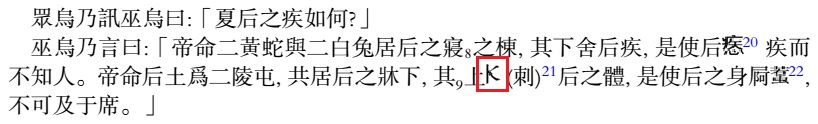 眾烏乃訊巫烏曰:「夏后之疾如何?」
巫烏乃言曰:「帝命二黃蛇與二白兔居后之寢8之棟, 其下舍后疾, 是使后𢛁20 疾而
不知人。帝命后土爲二陵屯, 共居后之牀下, 其9上 (刺)21后之體, 是使后之身疴蠚22,
不可及于席。」